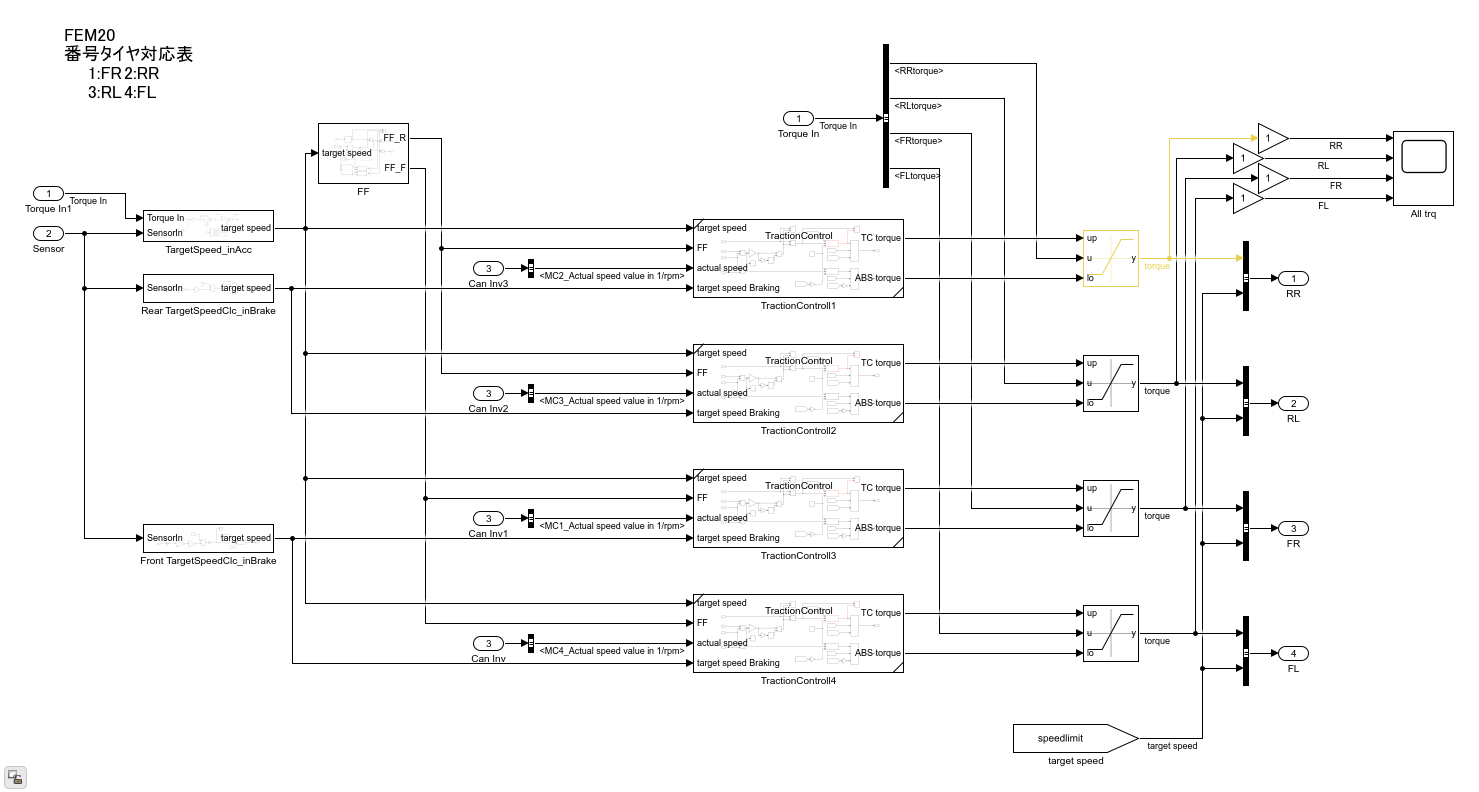 FEM20
番号タイヤ対応表
1:FR 2:RR
3:RL 4:FL
<RRtorque>
<RLtorque>
<FRtorque>
<FLtorque>
1
Torque In
Torque In
1
RR
1
RL
1
FR
1
FL
All trq
target speed
FF_R
FF_F
FF
1
Torque In1
Torque In
2
Sensor
Torque In
SensorIn
target speed
TargetSpeed_inAcc
SensorIn
target speed
Rear TargetSpeedClc_inBrake
SensorIn
target speed
Front TargetSpeedClc_inBrake
3
Can Inv3
<MC2_Actual speed value in 1/rpm>
target speed
FF
actual speed
target speed Braking
TractionControl
TC torque
ABS torque
TractionControll1
up
u
lo
y
torque
1
RR
3
Can Inv2
<MC3_Actual speed value in 1/rpm>
target speed
FF
actual speed
target speed Braking
TractionControl
TC torque
ABS torque
TractionControll2
up
u
lo
y
torque
2
RL
3
Can Inv1
<MC1_Actual speed value in 1/rpm>
target speed
FF
actual speed
target speed Braking
TractionControl
TC torque
ABS torque
TractionControll3
up
u
lo
y
torque
3
FR
3
Can Inv
<MC4_Actual speed value in 1/rpm>
target speed
FF
actual speed
target speed Braking
TractionControl
TC torque
ABS torque
TractionControll4
up
u
lo
y
torque
4
FL
speedlimit
target speed
target speed